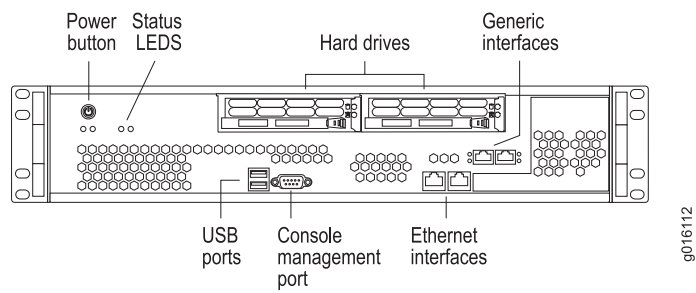 Power
button
Status
LEDS
Hard drives
Generic
interfaces
USB
ports
Console
management
port
Ethernet
interfaces
g016112